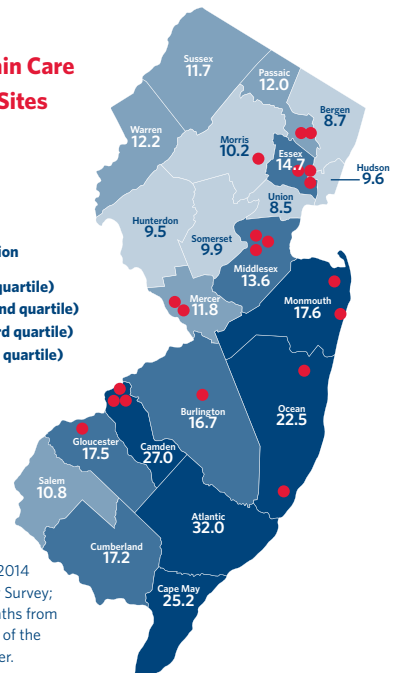 in Care
Sites
ion
quartile)
nd quartile)
rd quartile)
quartile)
2014
Survey;
ths from
of the
er.
Sussex
11.7
Passaic
12.0
Bergen
8.7
Warren
12.2
Morris
10.2
Essex
14.7
Hudson
9.6
Union
8.5
Hunterdon
9.5
Somerset
9.9
Middlesex
13.6
Mercer
11.8
Monmouth
17.6
Ocean
22.5
Burlington
16.7
Camden
27.0
Gloucester
17.5
Salem
10.8
Atlantic
32.0
Cumberland
17.2
Cape May
25.2